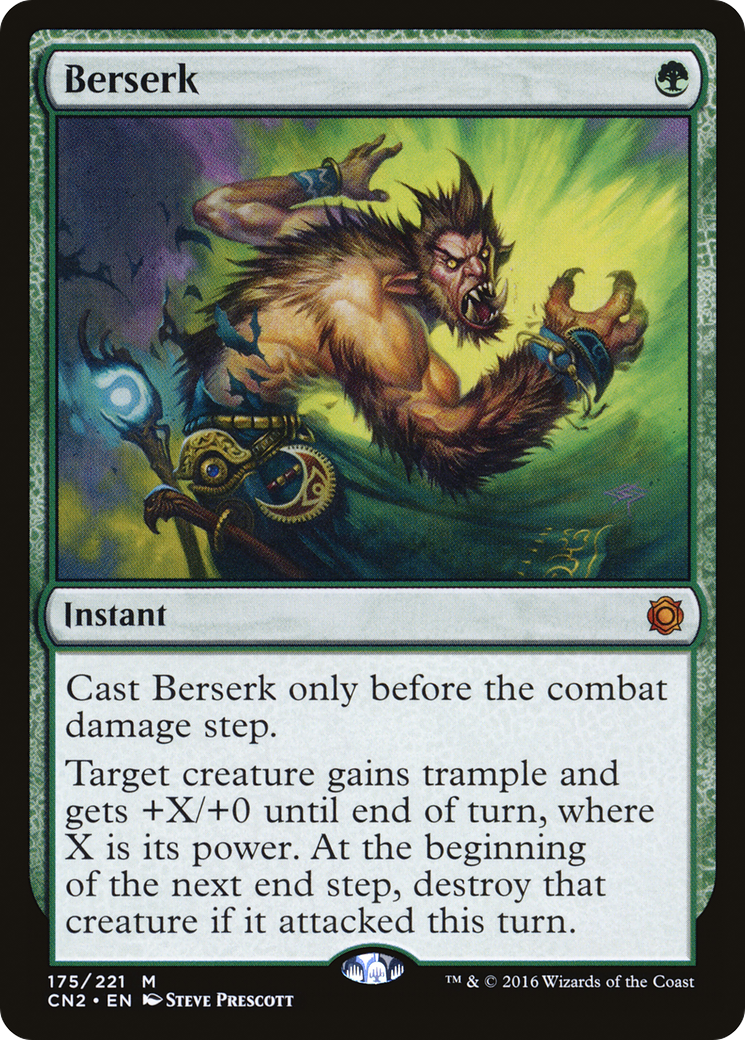 Berserk
Instant
Cast Berserk only before the combat
damage step.
Target creature gains trample and
gets +X/+0 until end of turn, where
X is its power. At the beginning
of the next end step, destroy that
creature if it attacked this turn.
175/221 M
CN2 • EN Steve Prescott
™ & © 2016 Wizards of the Coast